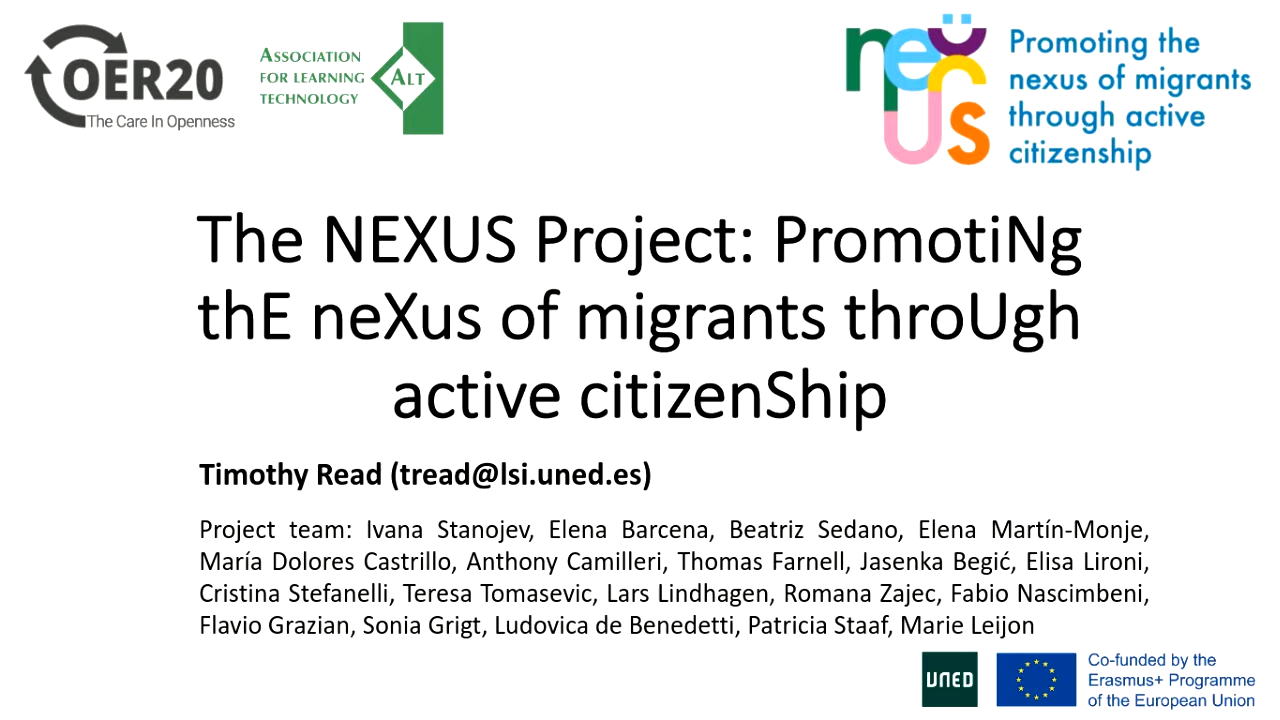 OER20
The Care In Openness
ASSOCIATION
FOR LEARNING
TECHNOLOGY
ALT
nexus
Promoting the
nexus of migrants
through active
citizenship
The NEXUS Project: PromotiNg
thE neXus of migrants throUgh
active citizenShip
Timothy Read (tread@lsi.uned.es)
Project team: Ivana Stanojev, Elena Barcena, Beatriz Sedano, Elena Martín-Monje,
María Dolores Castrillo, Anthony Camilleri, Thomas Farnell, Jasenka Begić, Elisa Lironi,
Cristina Stefanelli, Teresa Tomasevic, Lars Lindhagen, Romana Zajec, Fabio Nascimbeni,
Flavio Grazian, Sonia Grigt, Ludovica de Benedetti, Patricia Staaf, Marie Leijon
UNED
Co-funded by the
Erasmus+ Programme
of the European Union